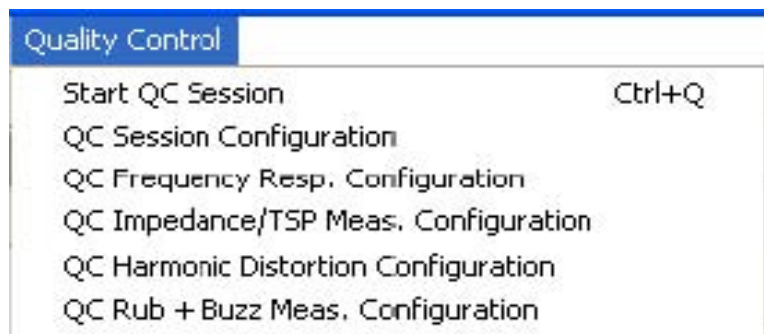 Quality Control
Start QC Session Ctrl+Q
QC Session Configuration
QC Frequency Resp. Configuration
QC Impedance/TSP Meas. Configuration
QC Harmonic Distortion Configuration
QC Rub + Buzz Meas. Configuration